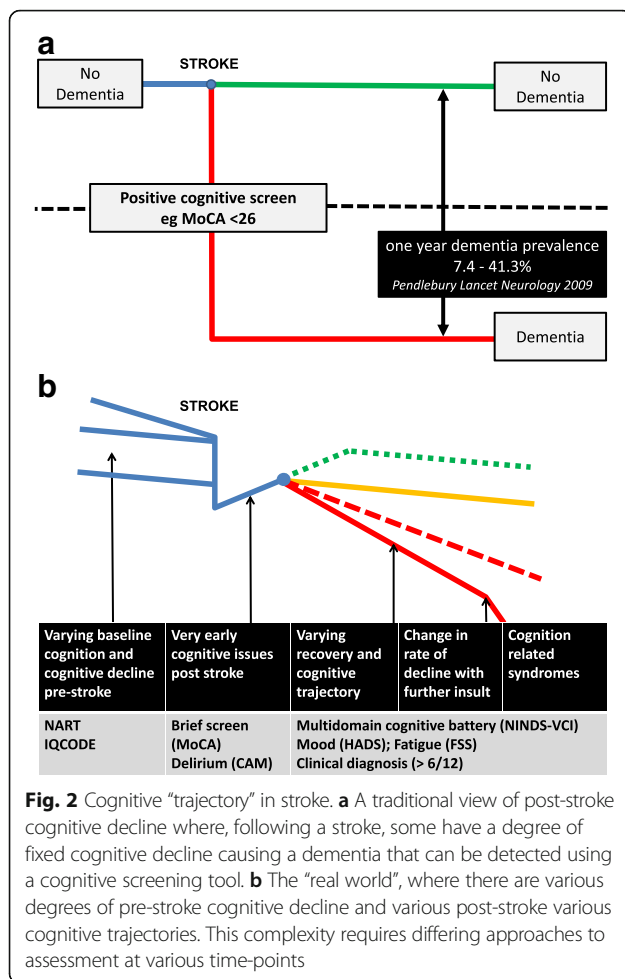 a
STROKE
No
Dementia
No
Dementia
Positive cognitive screen
eg MoCA <26
one year dementia prevalence
7.4 - 41.3%
Pendlebury Lancet Neurology 2009
Dementia
b
STROKE
Varying baseline
cognition and
cognitive decline
pre-stroke
Very early
cognitive issues
post stroke
Varying
recovery and
cognitive
trajectory
Change in
rate of
decline with
further insult
Cognition
related
syndromes
NART
IQCODE
Brief screen
(MoCA)
Delirium (CAM)
Multidomain cognitive battery (NINDS-VCI)
Mood (HADS); Fatigue (FSS)
Clinical diagnosis (> 6/12)
Fig. 2 Cognitive “trajectory” in stroke. a A traditional view of post-stroke
cognitive decline where, following a stroke, some have a degree of
fixed cognitive decline causing a dementia that can be detected using
a cognitive screening tool. b The “real world”, where there are various
degrees of pre-stroke cognitive decline and various post-stroke various
cognitive trajectories. This complexity requires differing approaches to
assessment at various time-points